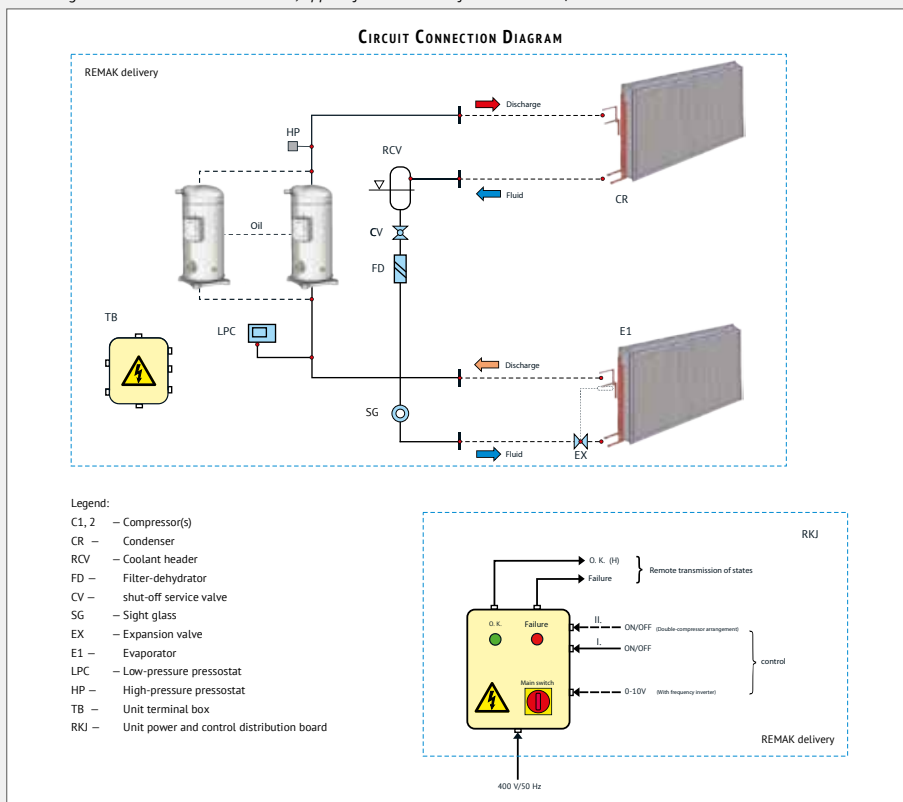 CIRCUIT CONNECTION DIAGRAM
REMAK delivery
Discharge
HP
RCV
Fluid
CR
CV
Oil
FD
TB
LPC
E1
Discharge
SG
EX
Fluid
Legend:
C1, 2 – Compressor(s)
CR – Condenser
RCV – Coolant header
FD – Filter-dehydrator
CV – shut-off service valve
SG – Sight glass
EX – Expansion valve
E1 – Evaporator
LPC – Low-pressure pressostat
HP – High-pressure pressostat
TB – Unit terminal box
RKJ – Unit power and control distribution board
RKJ
O. K. (H)
Remote transmission of states
Failure
O. K.
Failure
II.
ON/OFF (Double-compressor arrangement)
I.
ON/OFF
control
Main switch
0-10V (With frequency inverter)
REMAK delivery
400 V/50 Hz